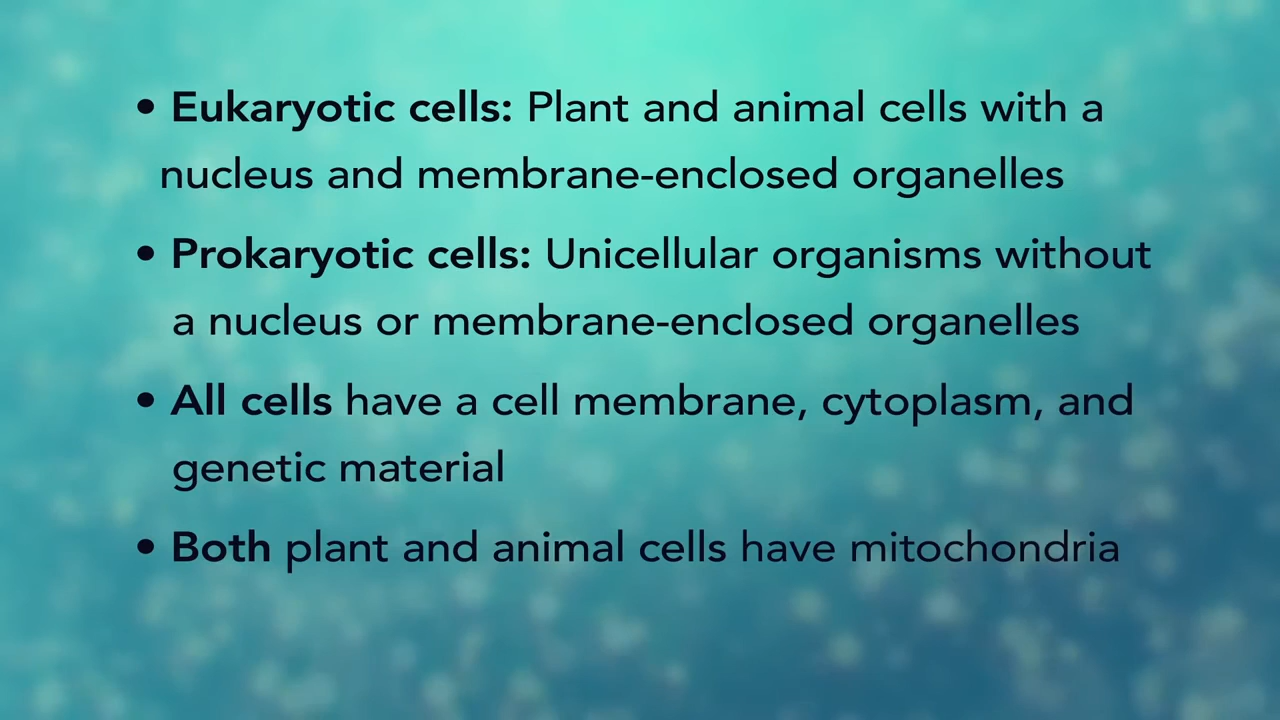 • Eukaryotic cells: Plant and animal cells with a
nucleus and membrane-enclosed organelles
• Prokaryotic cells: Unicellular organisms without
a nucleus or membrane-enclosed organelles
• All cells have a cell membrane, cytoplasm, and
genetic material
• Both plant and animal cells have mitochondria